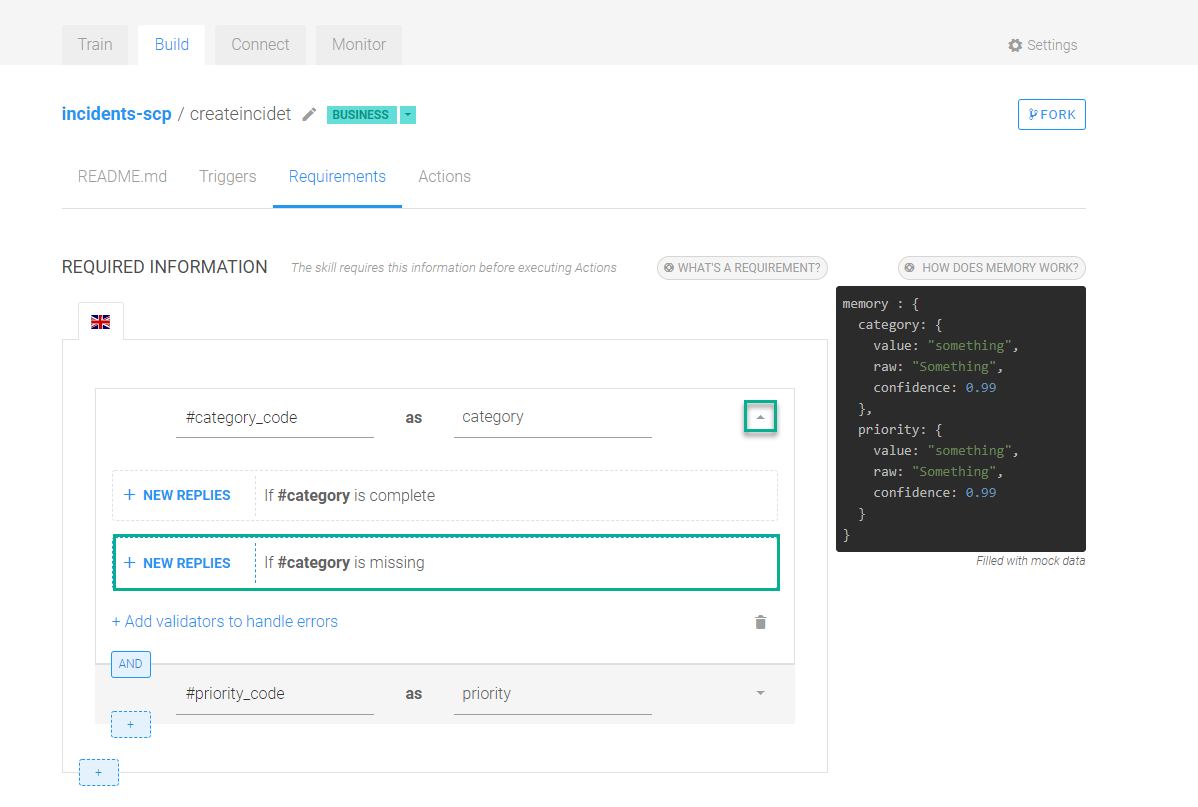 Train Build Connect Monitor Settings
incidents-scp / createincidet BUSINESS FORK
README.md Triggers Requirements Actions
REQUIRED INFORMATION The skill requires this information before executing Actions WHAT'S A REQUIREMENT? HOW DOES MEMORY WORK?
#category_code as category
+ NEW REPLIES If #category is complete
+ NEW REPLIES If #category is missing
+ Add validators to handle errors
AND
#priority_code as priority
+
+
memory : {
category: {
value: "something",
raw: "Something",
confidence: 0.99
},
priority: {
value: "something",
raw: "Something",
confidence: 0.99
}
}
Filled with mock data